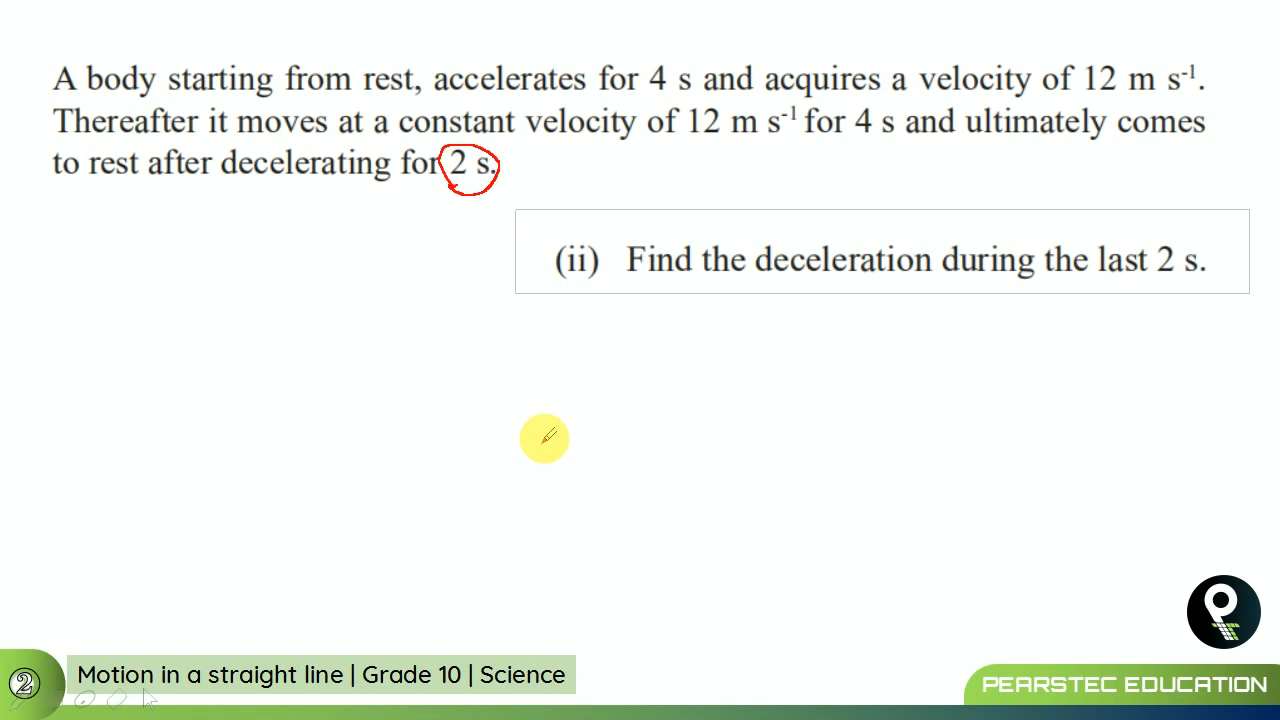 A body starting from rest, accelerates for 4 s and acquires a velocity of 12 m s⁻¹.
Thereafter it moves at a constant velocity of 12 m s⁻¹ for 4 s and ultimately comes
to rest after decelerating for 2 s.
(ii) Find the deceleration during the last 2 s.
2 Motion in a straight line | Grade 10 | Science
PEARSTEC EDUCATION